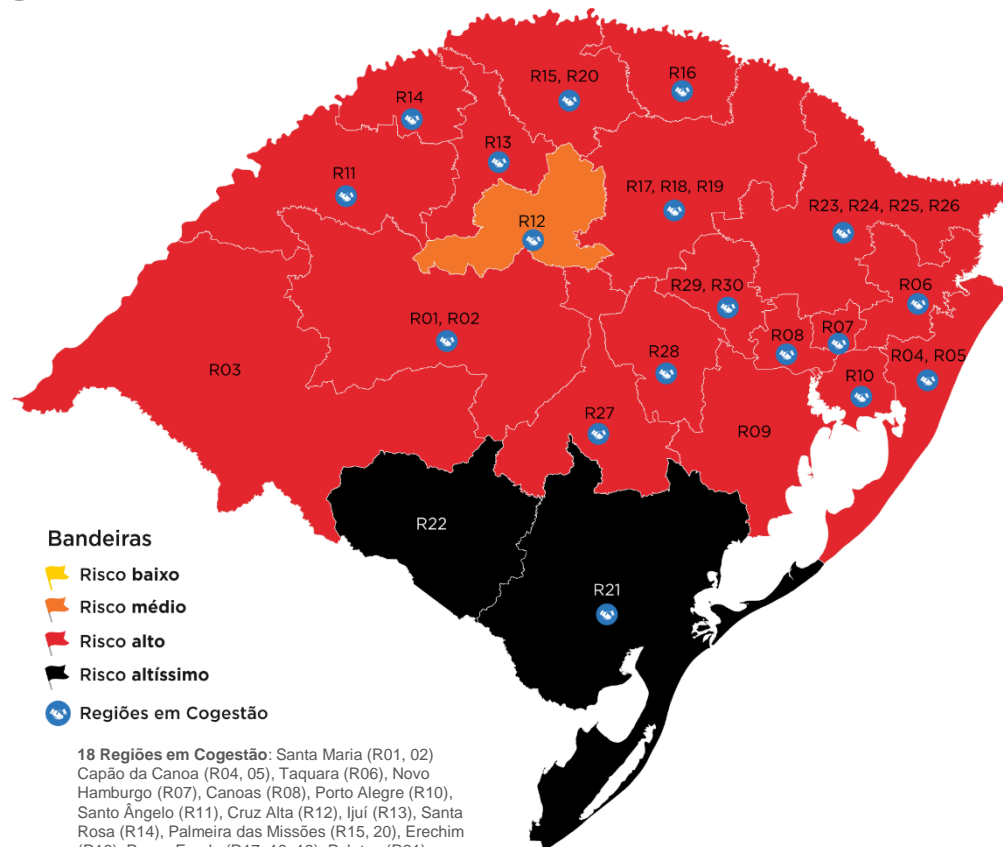 R15, R20
R16
R14
R13
R11
R17, R18, R19
R23, R24, R25, R26
R12
R29, R30
R06
R01, R02
R07
R08
R04, R05
R03
R28
R10
R27
R09
R22
R21
Bandeiras
Risco baixo
Risco médio
Risco alto
Risco altíssimo
Regiões em Cogestão
18 Regiões em Cogestão: Santa Maria (R01, 02)
Capão da Canoa (R04, 05), Taquara (R06), Novo
Hamburgo (R07), Canoas (R08), Porto Alegre (R10),
Santo Ângelo (R11), Cruz Alta (R12), Ijuí (R13), Santa
Rosa (R14), Palmeira das Missões (R15, 20), Erechim